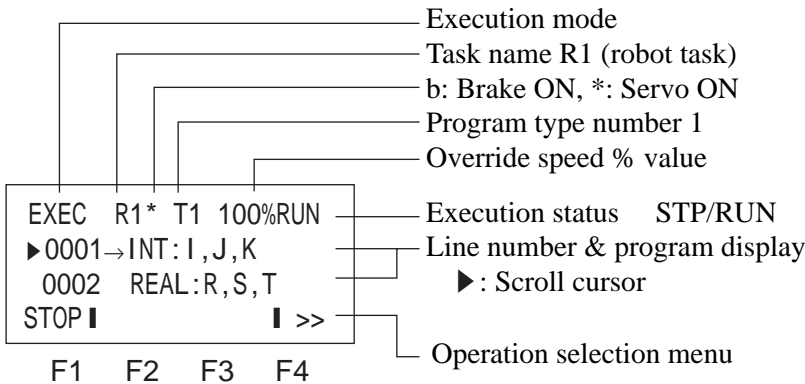 Execution mode
Task name R1 (robot task)
b: Brake ON, *: Servo ON
Program type number 1
Override speed % value
EXEC R1* T1 100%RUN
Execution status STP/RUN
▶0001→INT:I,J,K
Line number & program display
0002 REAL:R,S,T
▶: Scroll cursor
STOP▌ ▌ >>
Operation selection menu
F1 F2 F3 F4